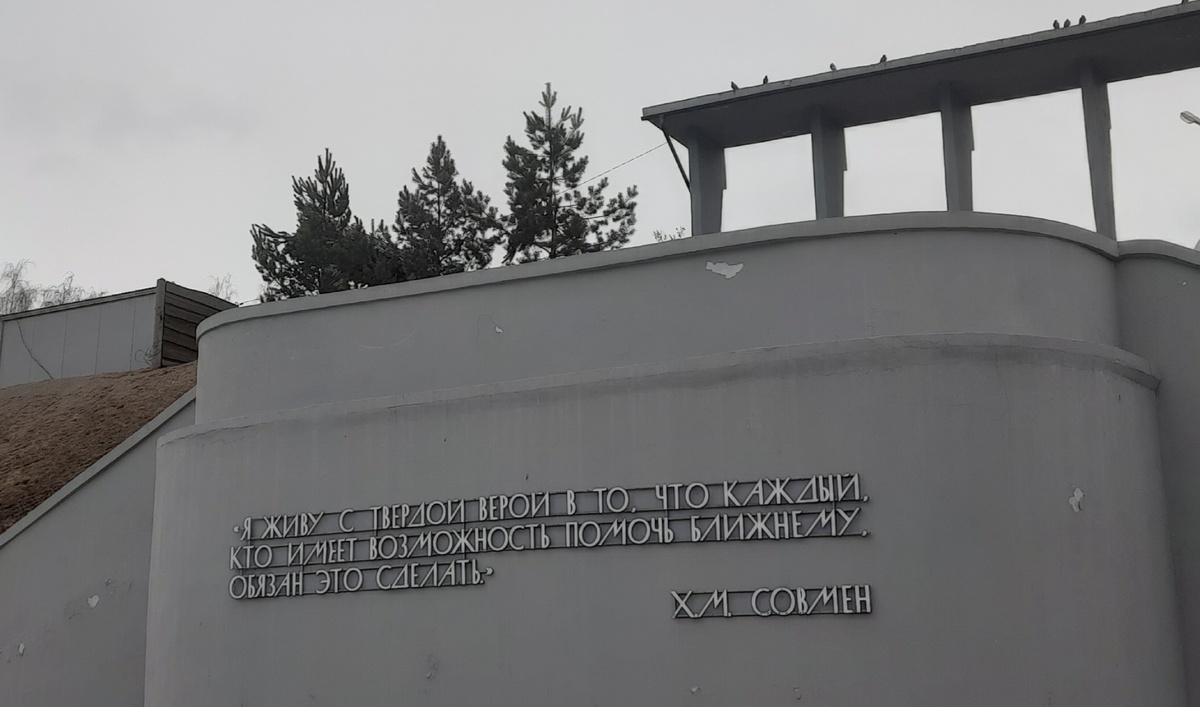 «Я ЖИВУ С ТВЕРДОЙ ВЕРОЙ В ТО, ЧТО КАЖДЫЙ,
КТО ИМЕЕТ ВОЗМОЖНОСТЬ ПОМОЧЬ БЛИЖНЕМУ,
ОБЯЗАН ЭТО СДЕЛАТЬ.»
Х.М. СОВМЕН